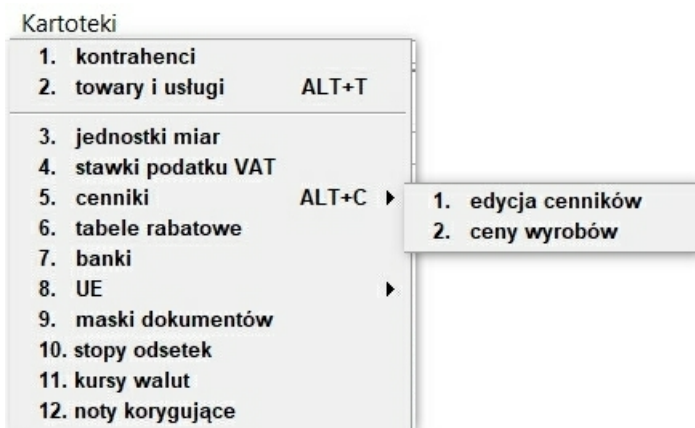 Kartoteki
1. kontrahenci
2. towary i usługi ALT+T
3. jednostki miar
4. stawki podatku VAT
5. cenniki ALT+C
6. tabele rabatowe
7. banki
8. UE
9. maski dokumentów
10. stopy odsetek
11. kursy walut
12. noty korygujące
1. edycja cenników
2. ceny wyrobów